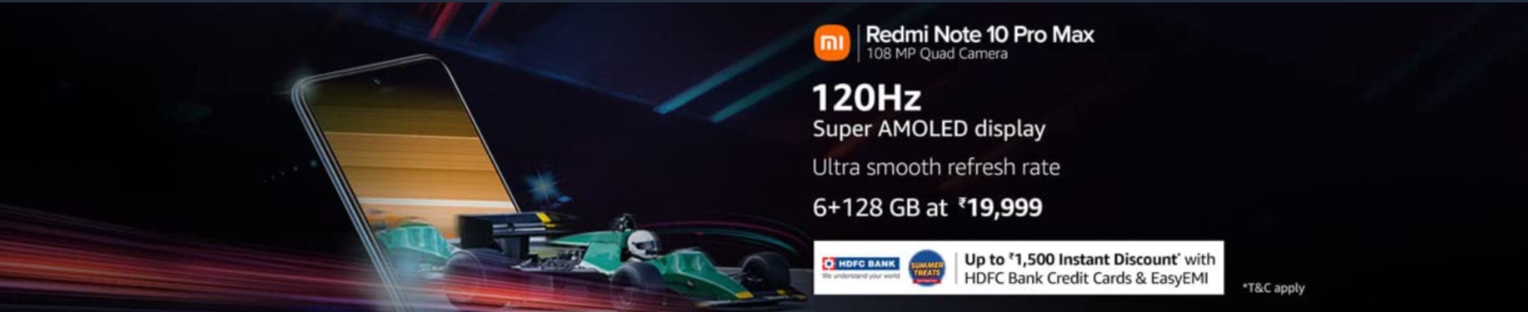 mi
Redmi Note 10 Pro Max
108 MP Quad Camera
120Hz
Super AMOLED display
Ultra smooth refresh rate
6+128 GB at ₹19,999
HDFC BANK
We understand your world
SUMMER
TREATS
Up to ₹1,500 Instant Discount* with
HDFC Bank Credit Cards & EasyEMI
*T&C apply